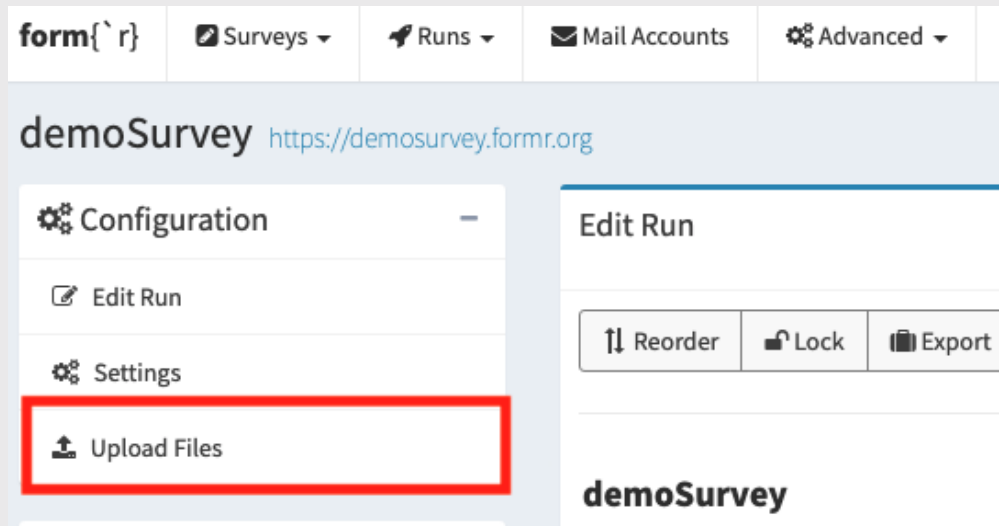 form{`r} Surveys Runs Mail Accounts Advanced
demoSurvey https://demosurvey.formr.org
Configuration
Edit Run
Settings
Upload Files
Edit Run
Reorder Lock Export
demoSurvey